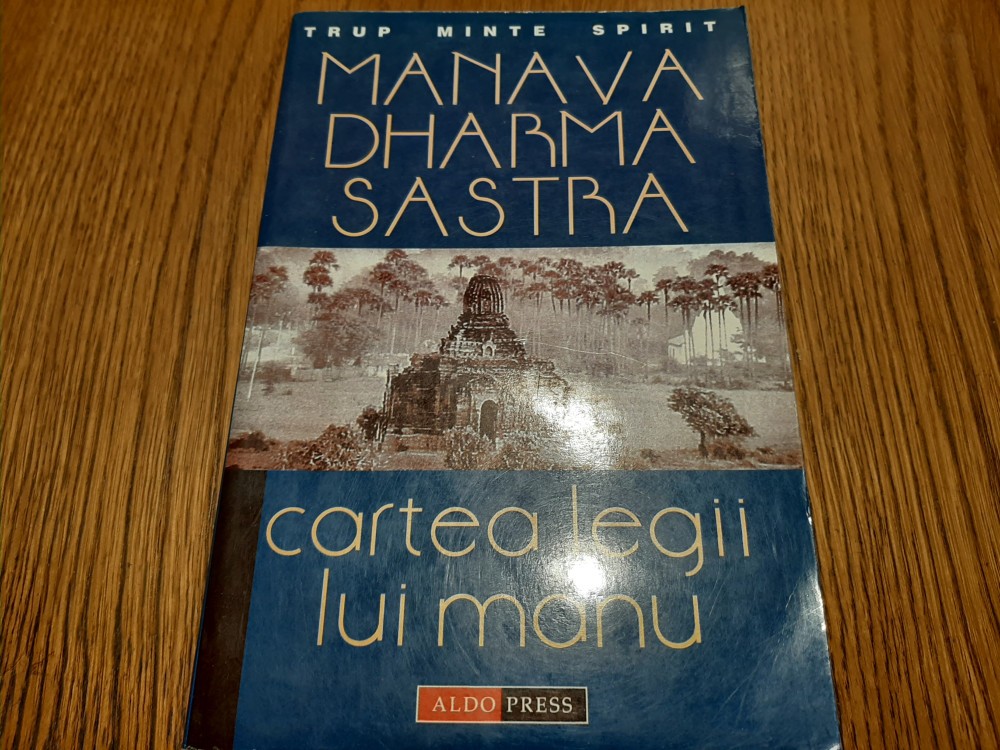 TRUP MINTE SPIRIT
MANAVA
DHARMA
SASTRA
cartea legii
lui manu
ALDO PRESS